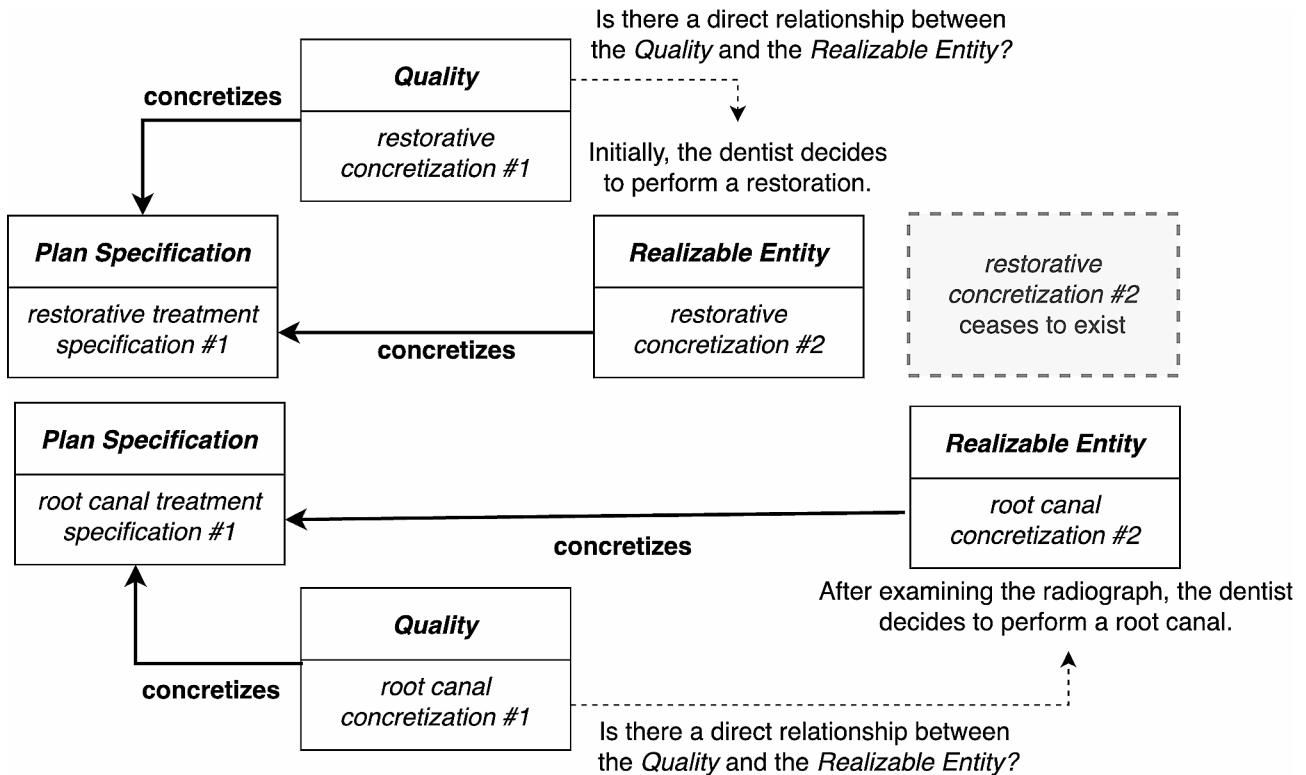 Is there a direct relationship between
the Quality and the Realizable Entity?
Quality
concretizes
restorative
concretization #1
Initially, the dentist decides
to perform a restoration.
Plan Specification
restorative treatment
specification #1
Realizable Entity
restorative
concretization #2
concretizes
restorative
concretization #2
ceases to exist
Plan Specification
root canal treatment
specification #1
Realizable Entity
root canal
concretization #2
concretizes
After examining the radiograph, the dentist
decides to perform a root canal.
Quality
root canal
concretization #1
concretizes
Is there a direct relationship between
the Quality and the Realizable Entity?